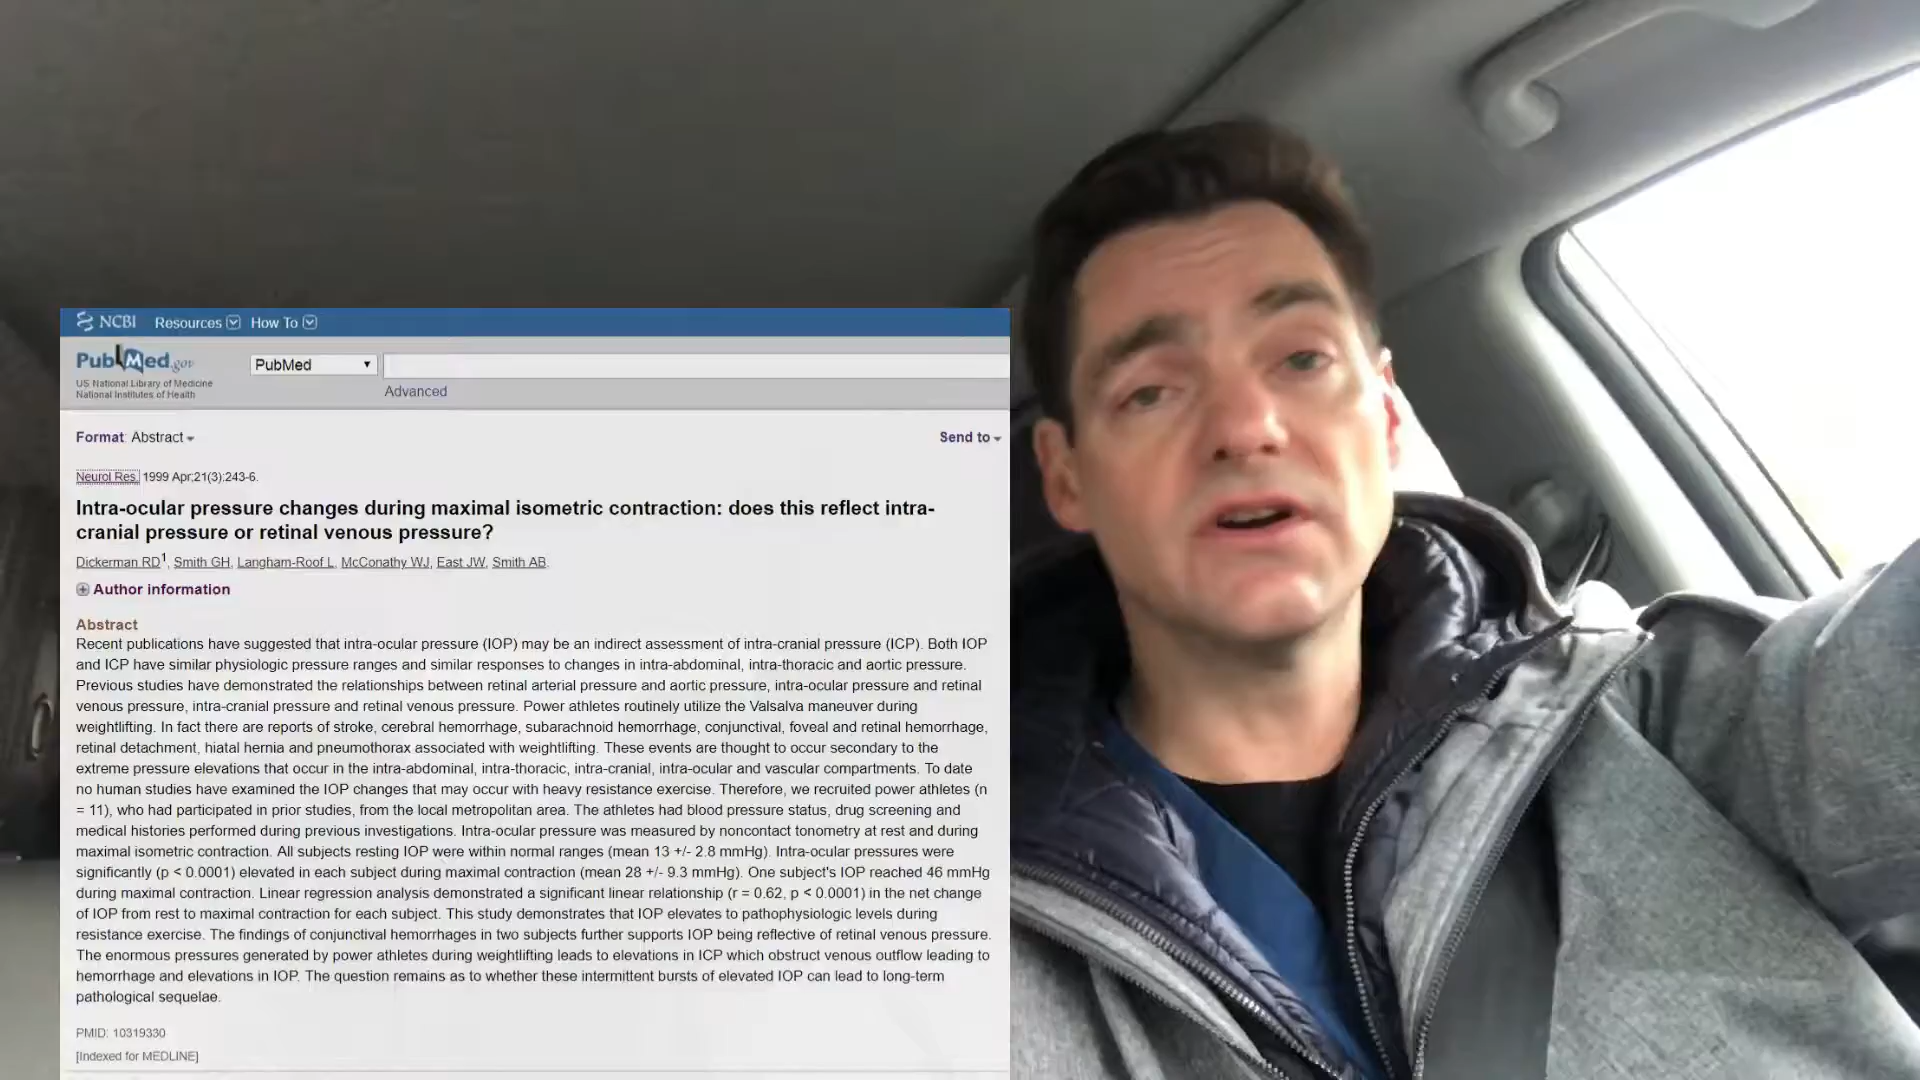 NCBI Resources How To
PubMed.gov
US National Library of Medicine
National Institutes of Health
PubMed
Advanced
Format: Abstract
Send to
Neurol Res. 1999 Apr;21(3):243-6.
Intra-ocular pressure changes during maximal isometric contraction: does this reflect intra-
cranial pressure or retinal venous pressure?
Dickerman RD1, Smith GH, Langham-Roof L, McConathy WJ, East JW, Smith AB.
Author information
Abstract
Recent publications have suggested that intra-ocular pressure (IOP) may be an indirect assessment of intra-cranial pressure (ICP). Both IOP
and ICP have similar physiologic pressure ranges and similar responses to changes in intra-abdominal, intra-thoracic and aortic pressure.
Previous studies have demonstrated the relationships between retinal arterial pressure and aortic pressure, intra-ocular pressure and retinal
venous pressure, intra-cranial pressure and retinal venous pressure. Power athletes routinely utilize the Valsalva maneuver during
weightlifting. In fact there are reports of stroke, cerebral hemorrhage, subarachnoid hemorrhage, conjunctival, foveal and retinal hemorrhage,
retinal detachment, hiatal hernia and pneumothorax associated with weightlifting. These events are thought to occur secondary to the
extreme pressure elevations that occur in the intra-abdominal, intra-thoracic, intra-cranial, intra-ocular and vascular compartments. To date
no human studies have examined the IOP changes that may occur with heavy resistance exercise. Therefore, we recruited power athletes (n
= 11), who had participated in prior studies, from the local metropolitan area. The athletes had blood pressure status, drug screening and
medical histories performed during previous investigations. Intra-ocular pressure was measured by noncontact tonometry at rest and during
maximal isometric contraction. All subjects resting IOP were within normal ranges (mean 13 +/- 2.8 mmHg). Intra-ocular pressures were
significantly (p < 0.0001) elevated in each subject during maximal contraction (mean 28 +/- 9.3 mmHg). One subject's IOP reached 46 mmHg
during maximal contraction. Linear regression analysis demonstrated a significant linear relationship (r = 0.62, p < 0.0001) in the net change
of IOP from rest to maximal contraction for each subject. This study demonstrates that IOP elevates to pathophysiologic levels during
resistance exercise. The findings of conjunctival hemorrhages in two subjects further supports IOP being reflective of retinal venous pressure.
The enormous pressures generated by power athletes during weightlifting leads to elevations in ICP which obstruct venous outflow leading to
hemorrhage and elevations in IOP. The question remains as to whether these intermittent bursts of elevated IOP can lead to long-term
pathological sequelae.
PMID: 10319330
[Indexed for MEDLINE]